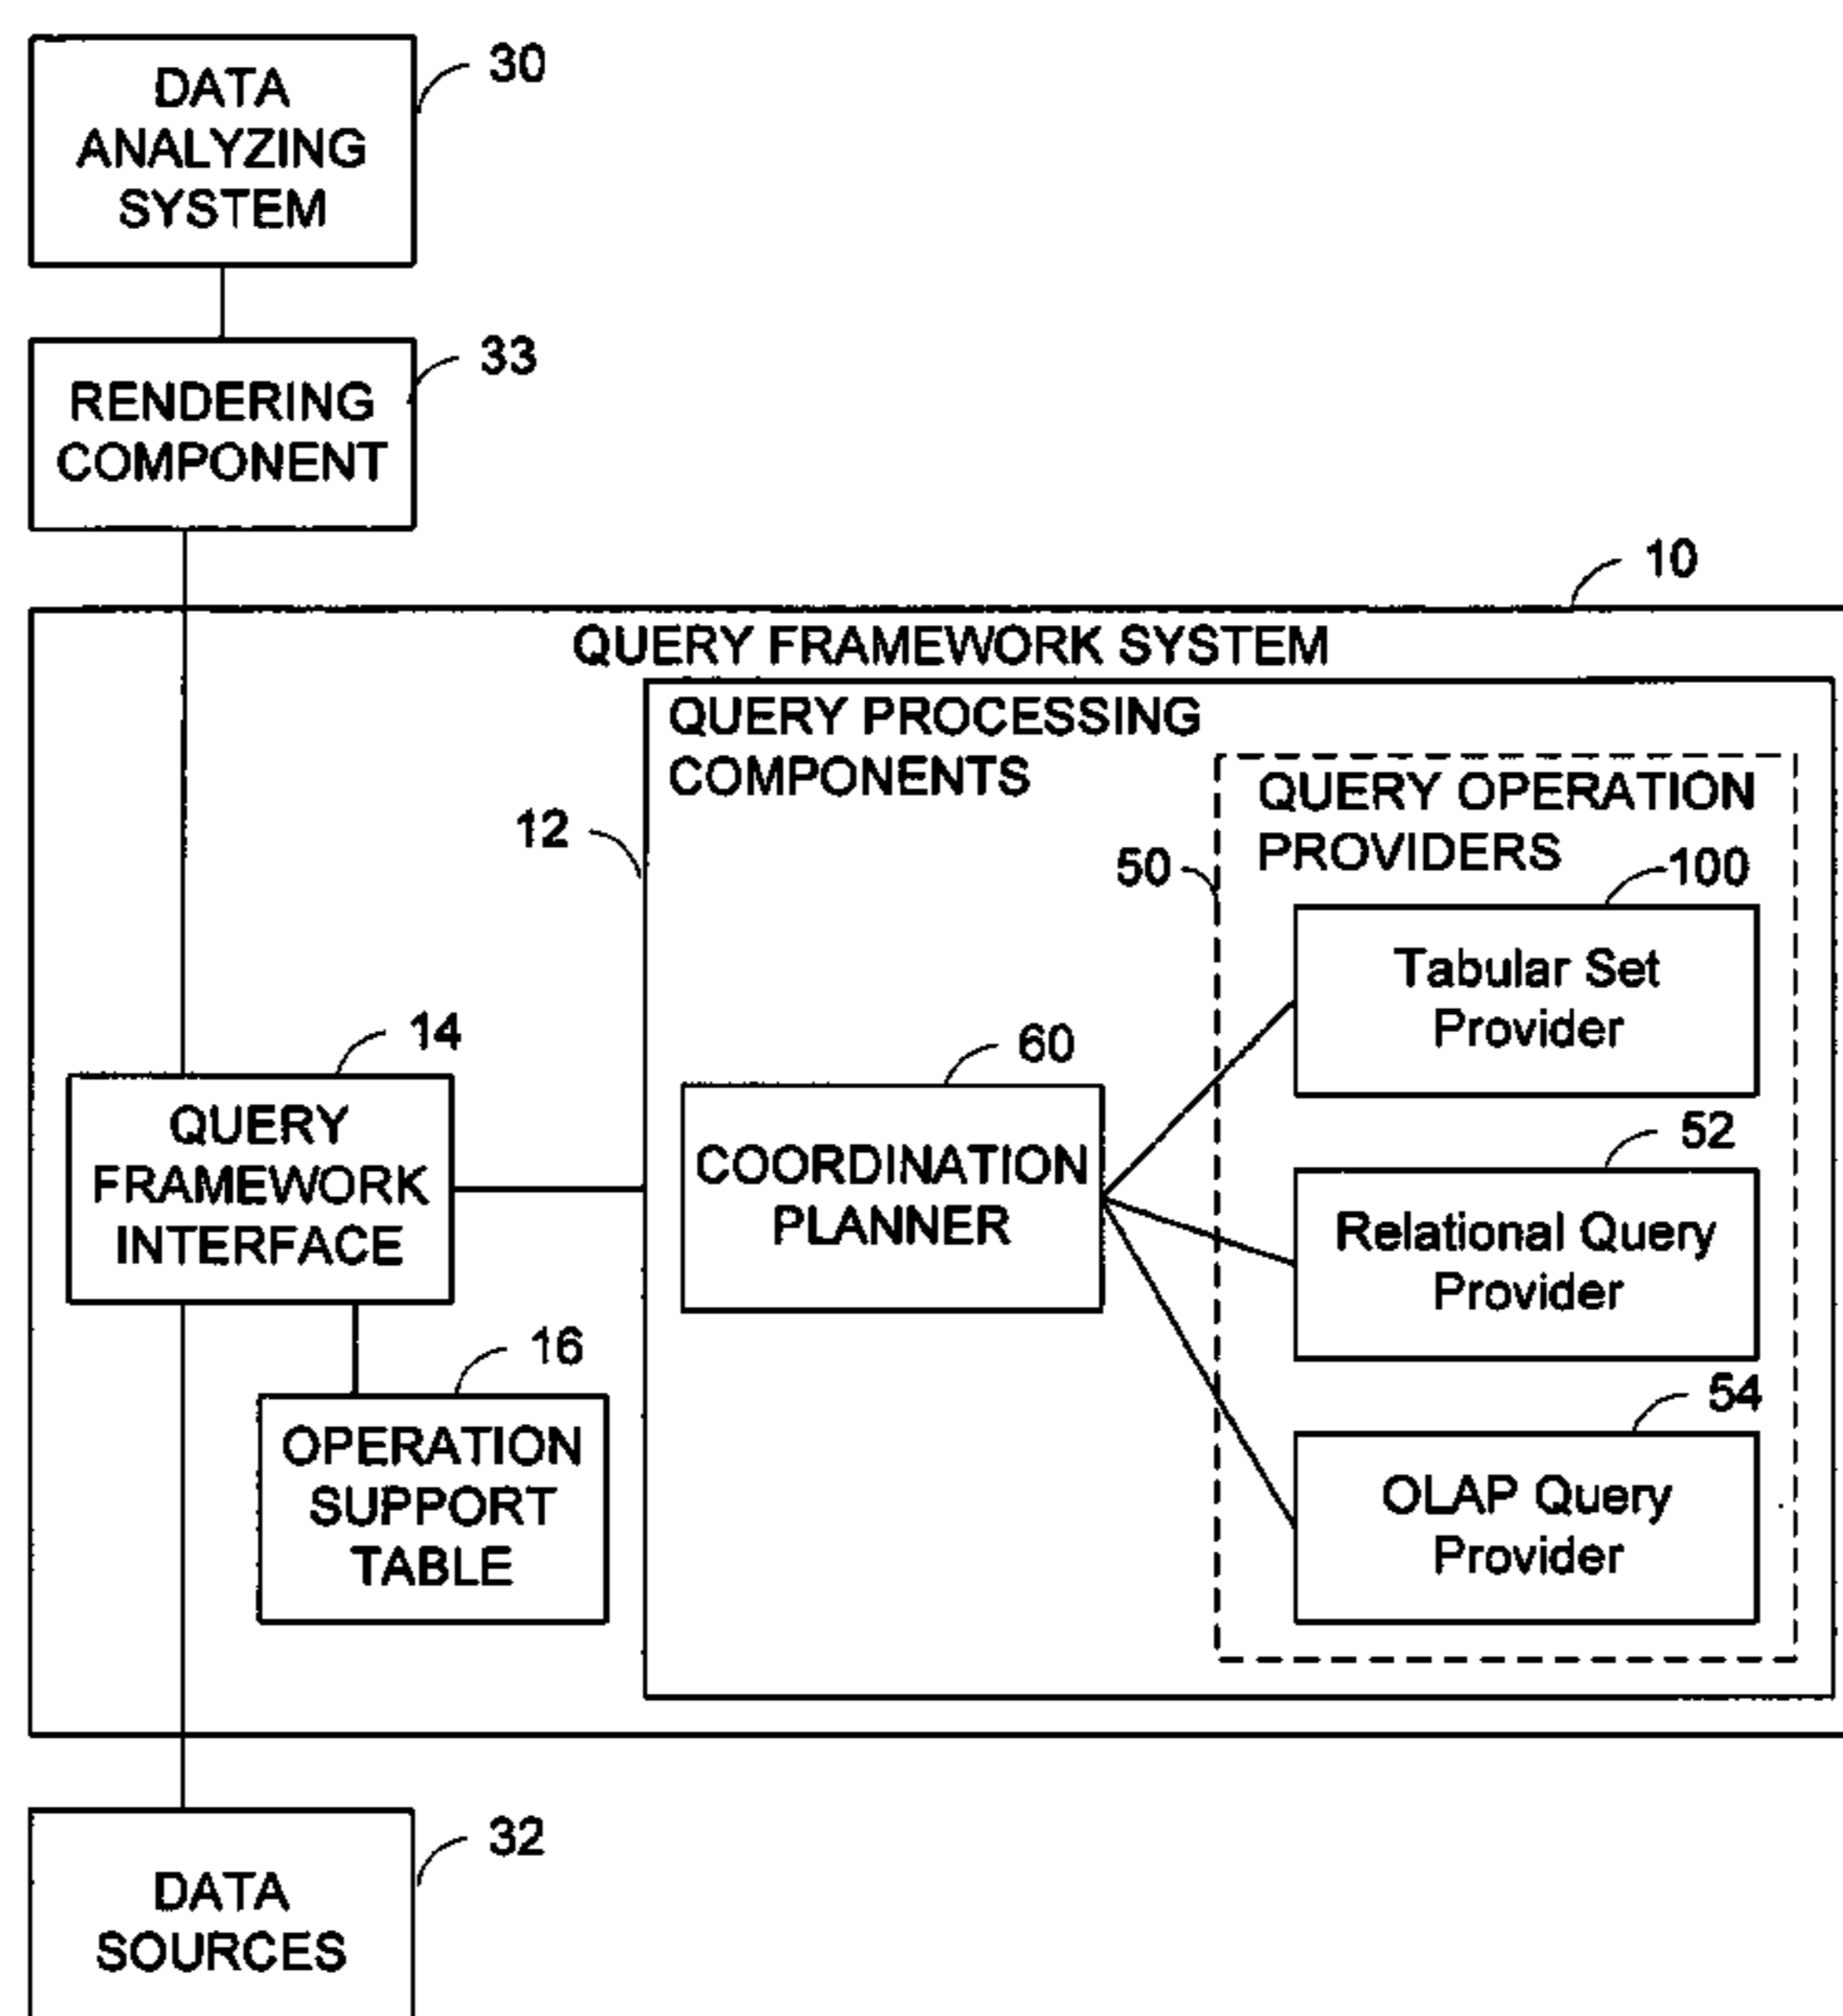 DATA
ANALYZING
SYSTEM
30
RENDERING
COMPONENT
33
10
QUERY FRAMEWORK SYSTEM
QUERY PROCESSING
COMPONENTS
12
QUERY OPERATION
PROVIDERS
50
100
Tabular Set
Provider
14
QUERY
FRAMEWORK
INTERFACE
60
COORDINATION
PLANNER
52
Relational Query
Provider
16
OPERATION
SUPPORT
TABLE
54
OLAP Query
Provider
32
DATA
SOURCES